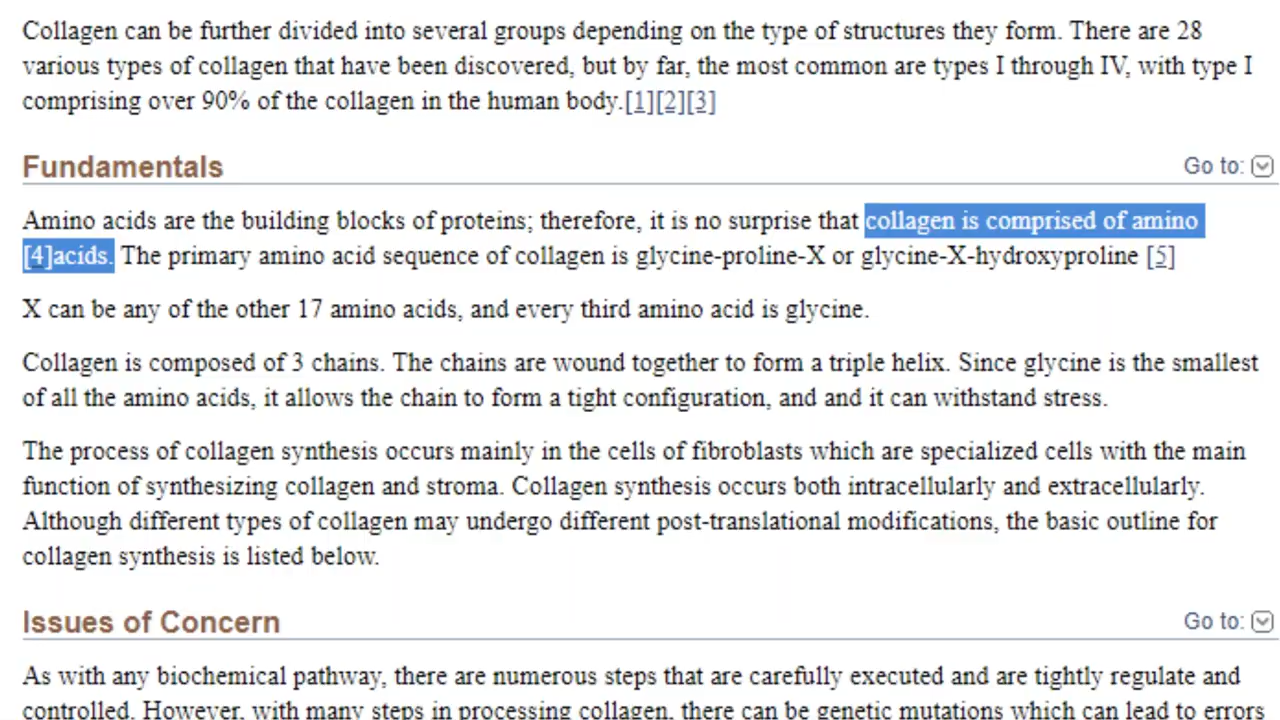 Collagen can be further divided into several groups depending on the type of structures they form. There are 28
various types of collagen that have been discovered, but by far, the most common are types I through IV, with type I
comprising over 90% of the collagen in the human body.[1][2][3]
Fundamentals
Go to:
Amino acids are the building blocks of proteins; therefore, it is no surprise that collagen is comprised of amino
[4]acids. The primary amino acid sequence of collagen is glycine-proline-X or glycine-X-hydroxyproline [5]
X can be any of the other 17 amino acids, and every third amino acid is glycine.
Collagen is composed of 3 chains. The chains are wound together to form a triple helix. Since glycine is the smallest
of all the amino acids, it allows the chain to form a tight configuration, and and it can withstand stress.
The process of collagen synthesis occurs mainly in the cells of fibroblasts which are specialized cells with the main
function of synthesizing collagen and stroma. Collagen synthesis occurs both intracellularly and extracellularly.
Although different types of collagen may undergo different post-translational modifications, the basic outline for
collagen synthesis is listed below.
Issues of Concern
Go to:
As with any biochemical pathway, there are numerous steps that are carefully executed and are tightly regulate and
controlled. However, with many steps in processing collagen, there can be genetic mutations which can lead to errors